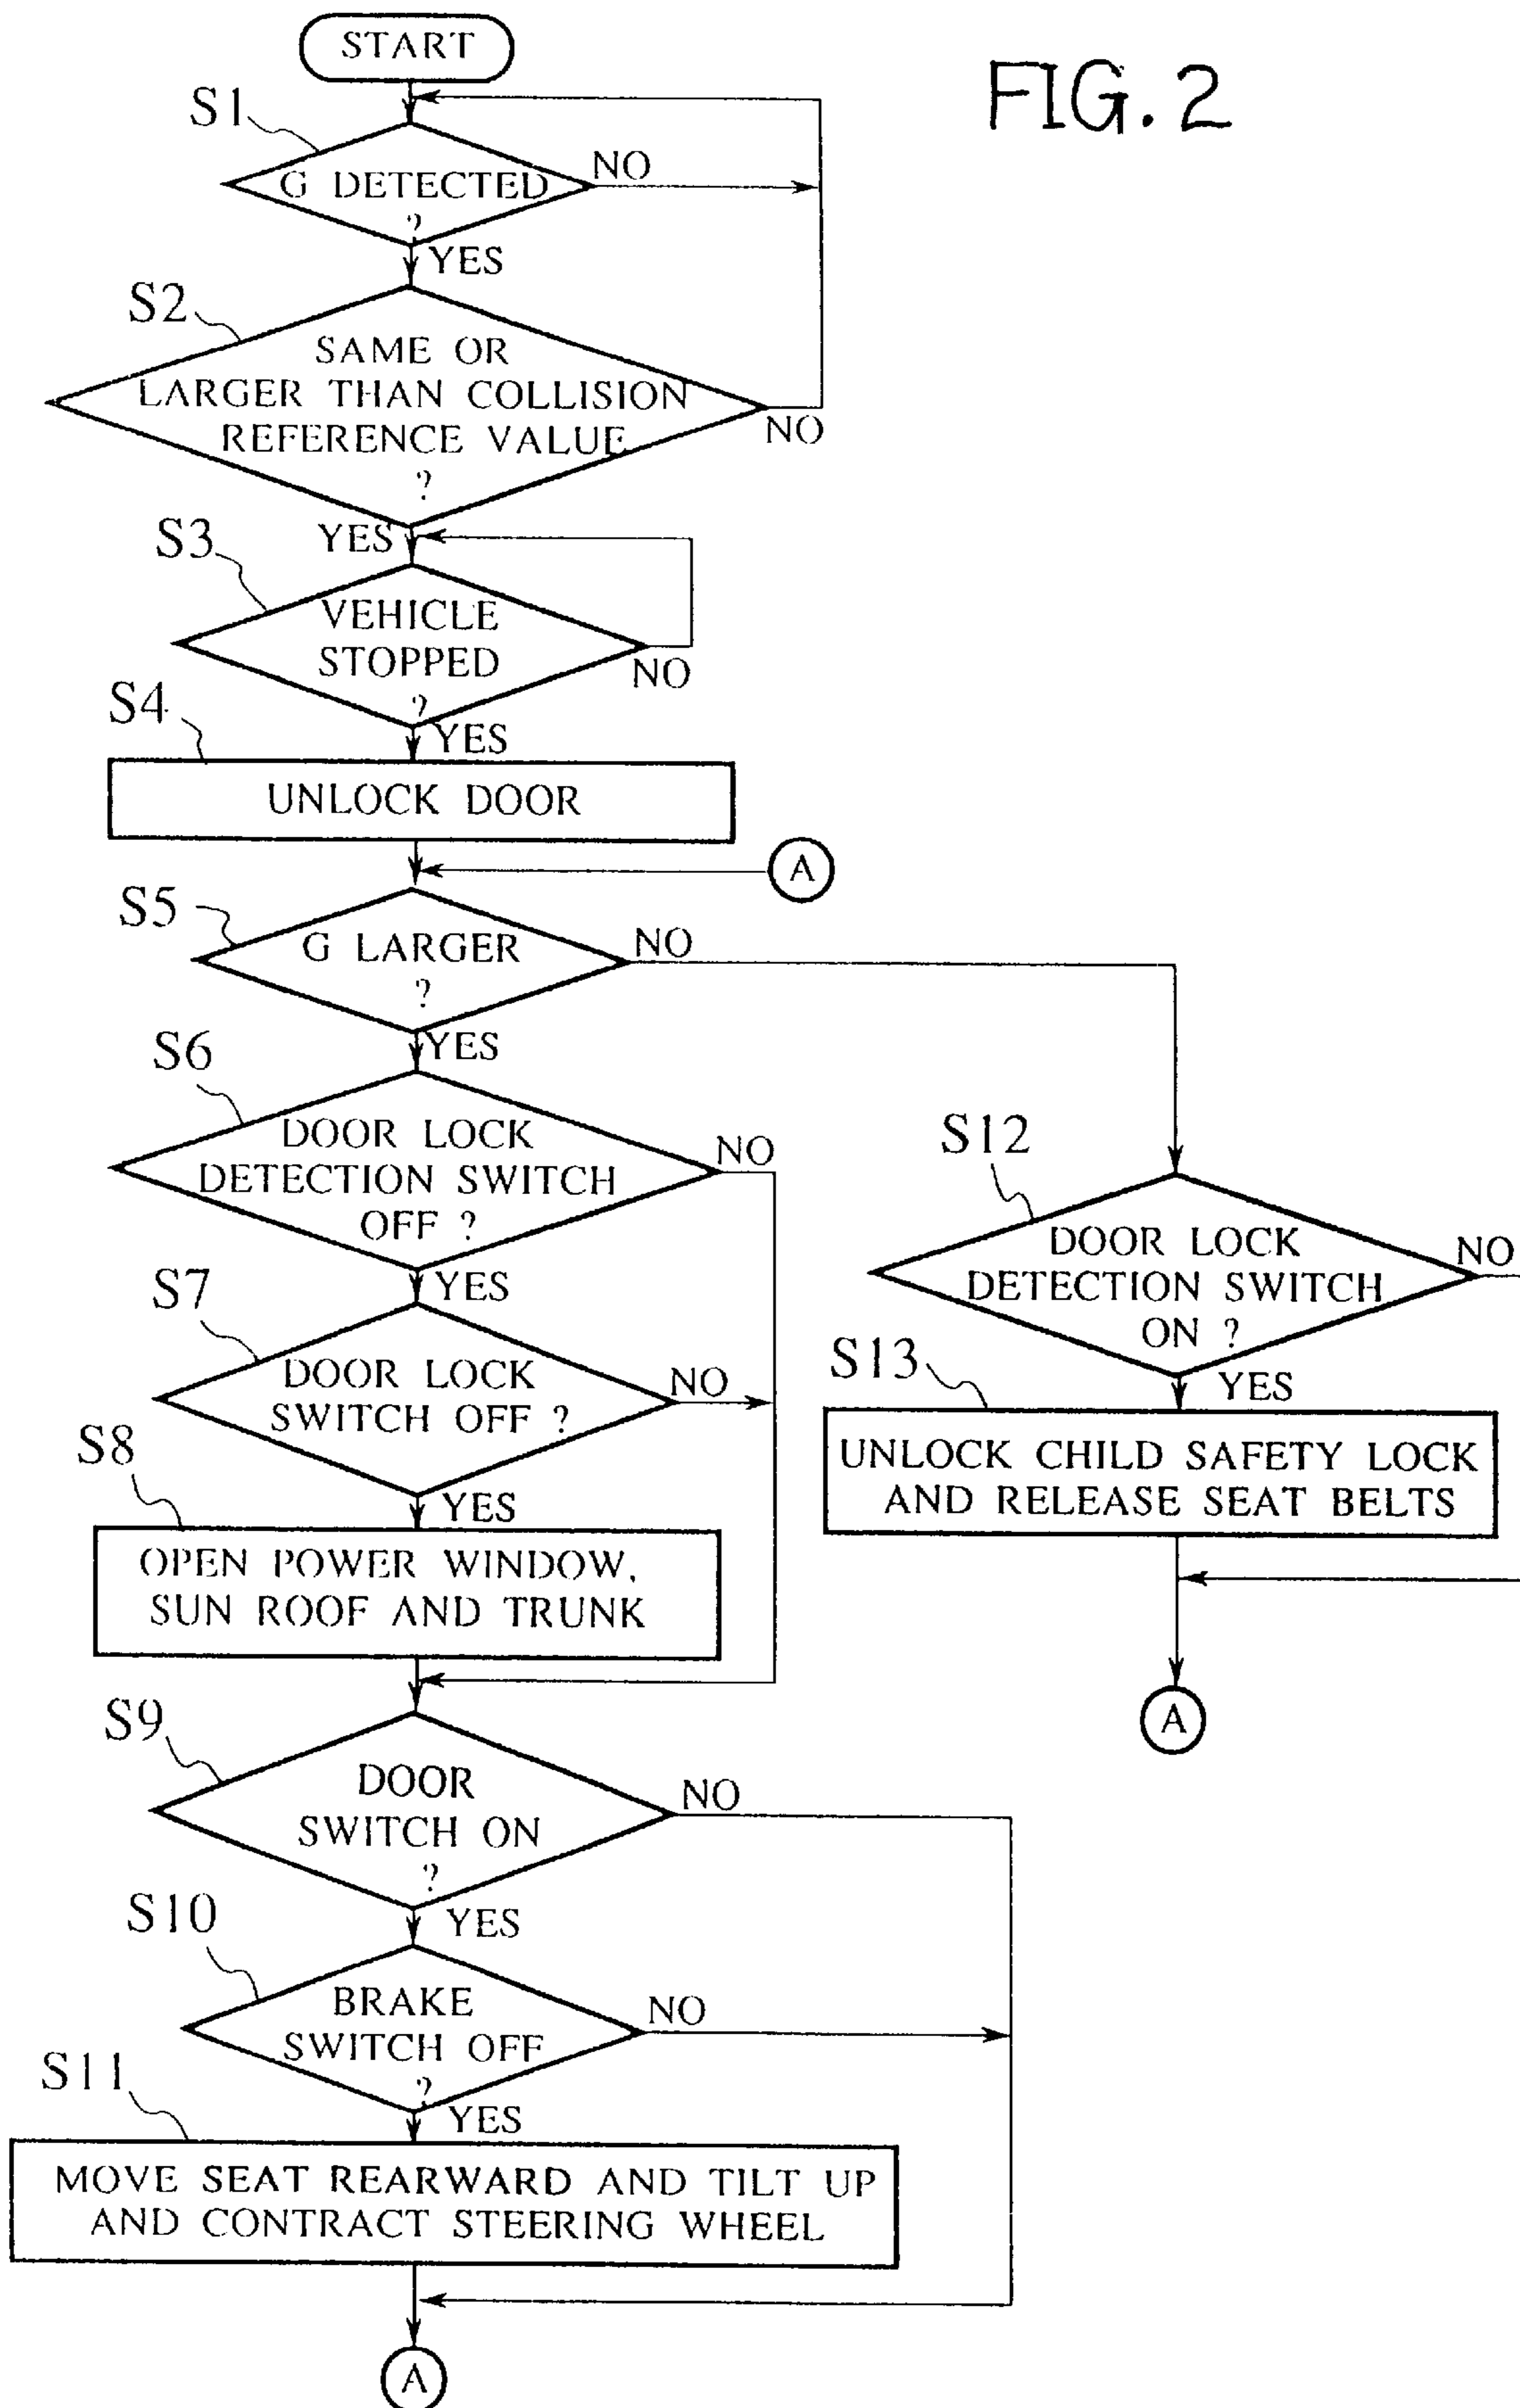 FIG. 2
START
S1
G DETECTED
?
NO
YES
S2
SAME OR
LARGER THAN COLLISION
REFERENCE VALUE
?
NO
YES
S3
VEHICLE
STOPPED
?
NO
YES
S4
UNLOCK DOOR
A
S5
G LARGER
?
NO
YES
S6
DOOR LOCK
DETECTION SWITCH
OFF ?
NO
YES
S7
DOOR LOCK
SWITCH OFF ?
NO
YES
S8
OPEN POWER WINDOW,
SUN ROOF AND TRUNK
S9
DOOR
SWITCH ON
?
NO
YES
S10
BRAKE
SWITCH OFF
?
NO
YES
S11
MOVE SEAT REARWARD AND TILT UP
AND CONTRACT STEERING WHEEL
A
S12
DOOR LOCK
DETECTION SWITCH
ON ?
NO
YES
S13
UNLOCK CHILD SAFETY LOCK
AND RELEASE SEAT BELTS
A